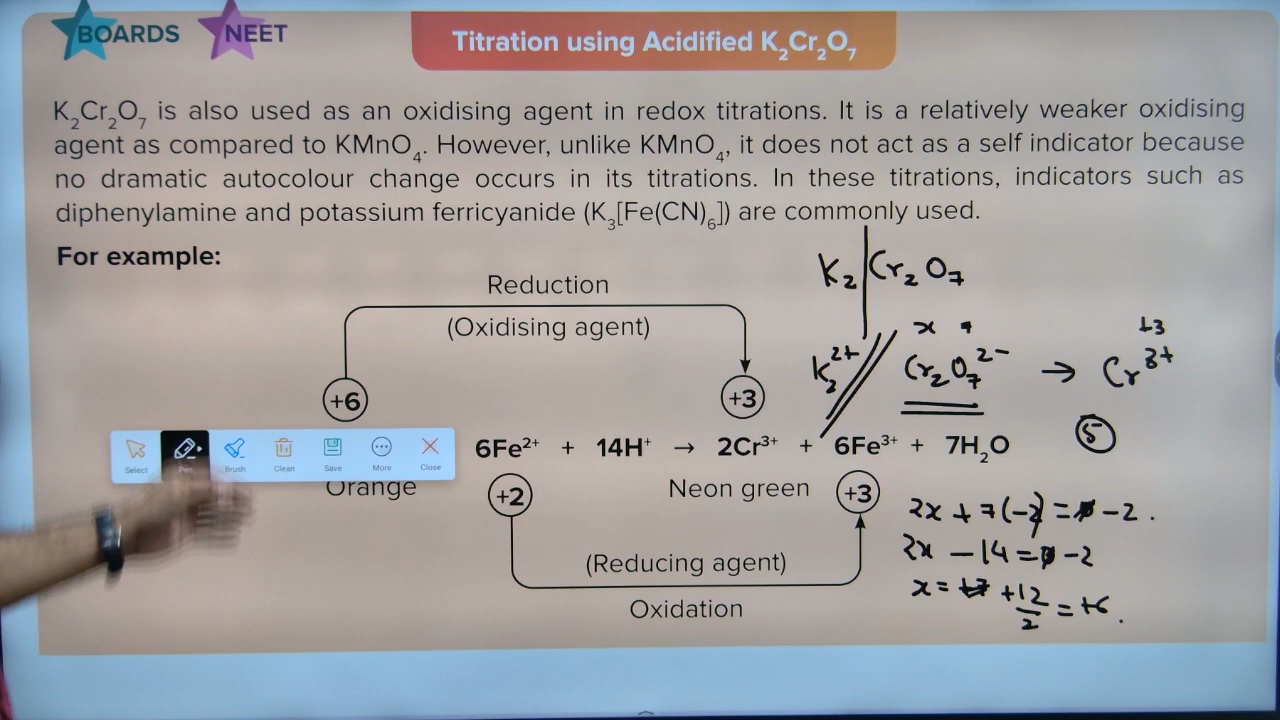 BOARDS NEET
Titration using Acidified K₂Cr₂O₇
K₂Cr₂O₇ is also used as an oxidising agent in redox titrations. It is a relatively weaker oxidising
agent as compared to KMnO₄. However, unlike KMnO₄, it does not act as a self indicator because
no dramatic autocolour change occurs in its titrations. In these titrations, indicators such as
diphenylamine and potassium ferricyanide (K₃[Fe(CN)₆]) are commonly used.
For example:
K₂ Cr₂O₇
Reduction
(Oxidising agent)
x
+3
K₂²⁺ Cr₂O₇²⁻ → Cr³⁺
+6 +3
6Fe²⁺ + 14H⁺ → 2Cr³⁺ + 6Fe³⁺ + 7H₂O
5
Select Brush Clean Save More Close
Orange +2 Neon green +3
2x + 7(-2) = -2.
2x - 14 = -2
(Reducing agent)
x = +12/2 = +6.
Oxidation